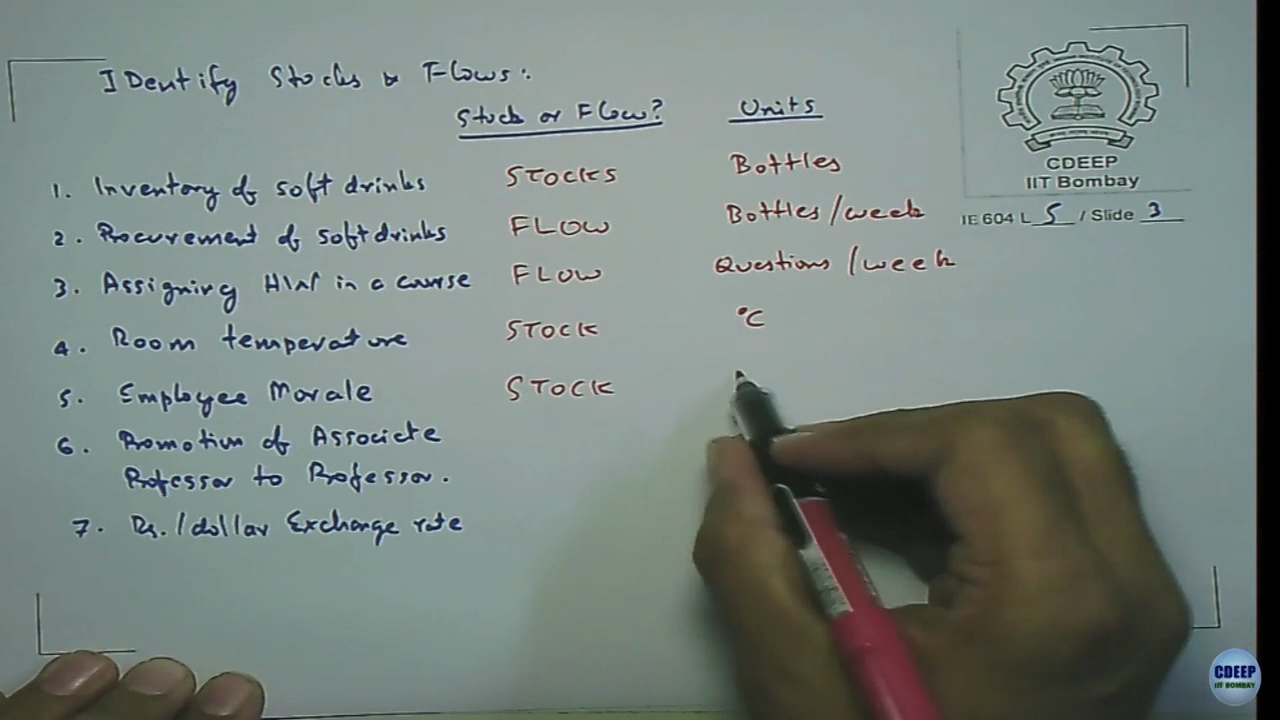 IDentify Stocks & Flows:
Stock or Flow? Units
1. Inventory of soft drinks STOCKS Bottles
2. Procurement of soft drinks FLOW Bottles/week
3. Assigning HW in a course FLOW Questions/week
4. Room temperature STOCK °C
5. Employee Morale STOCK
6. Promotion of Associate
Professor to Professor.
7. Rs./dollar Exchange rate
CDEEP
IIT Bombay
IE 604 L 5 / Slide 3
CDEEP
IIT BOMBAY